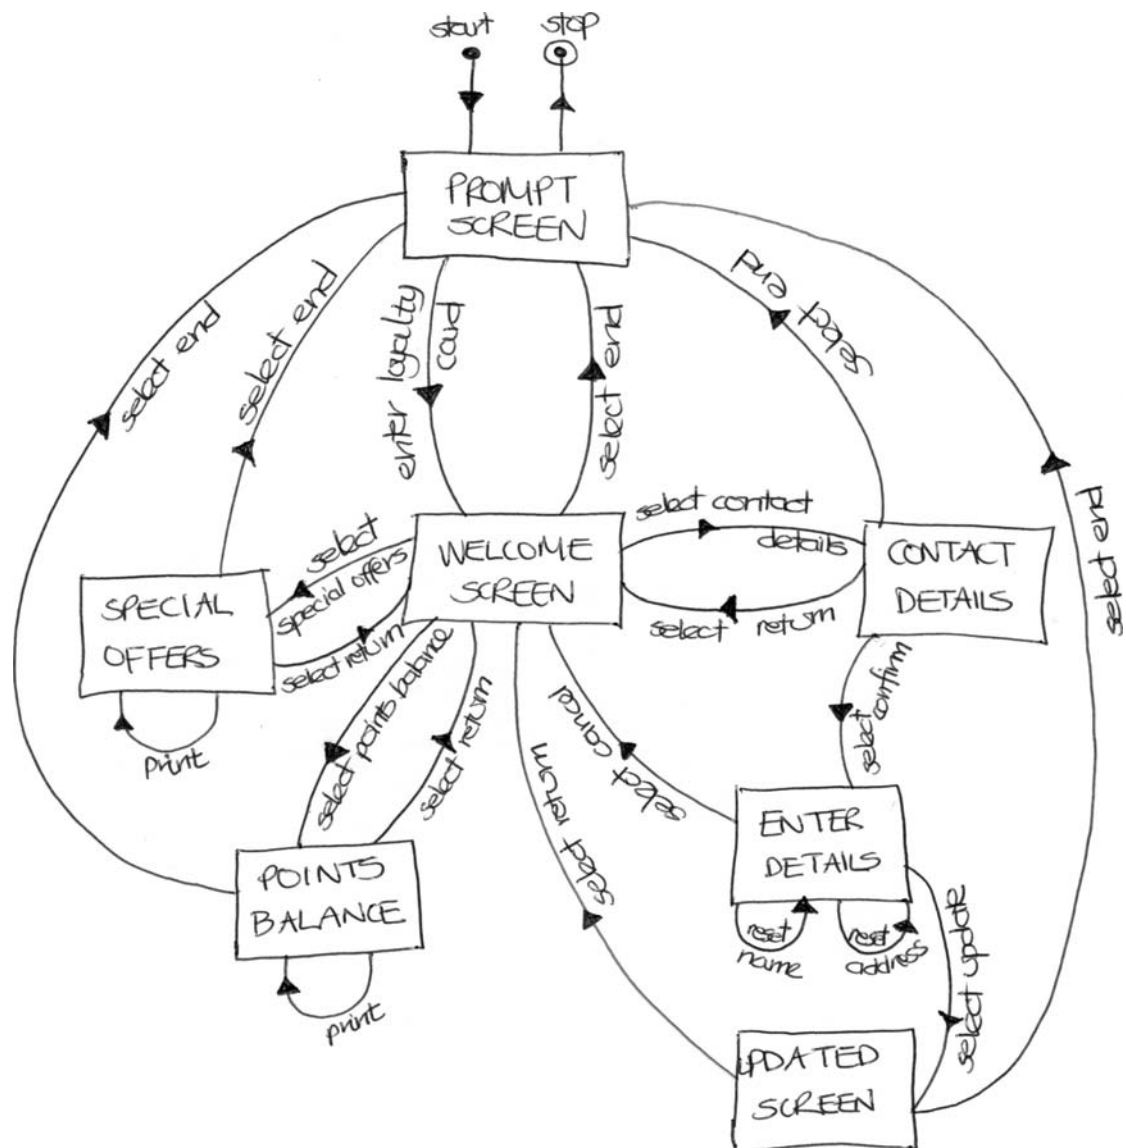 start
stop
PROMPT
SCREEN
select end
select end
enter loyalty
card
select end
select end
select end
select contact
details
select return
WELCOME
SCREEN
CONTACT
DETAILS
select
special offers
select return
SPECIAL
OFFERS
print
select points balance
select return
select return
select cancel
select
confirm
ENTER
DETAILS
reset
name
reset
address
select update
POINTS
BALANCE
print
UPDATED
SCREEN